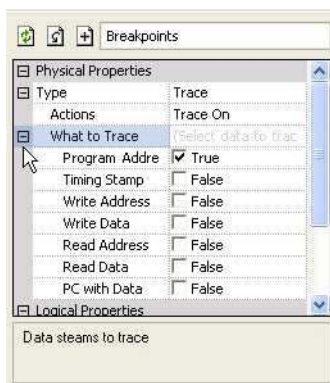 Breakpoints
Physical Properties
Type Trace
Actions Trace On
What to Trace (Select data to trac
Program Addre True
Timing Stamp False
Write Address False
Write Data False
Read Address False
Read Data False
PC with Data False
Logical Properties
Data steams to trace